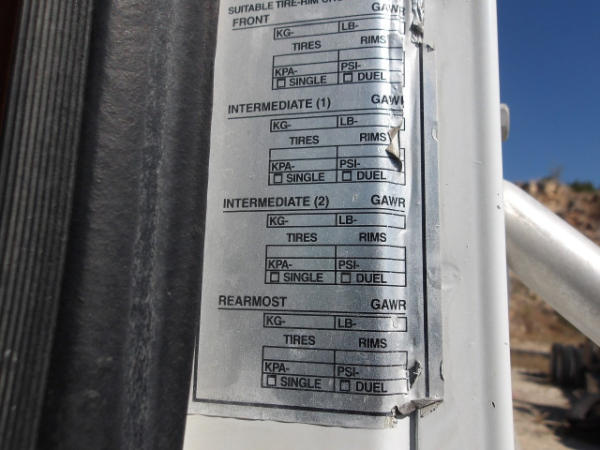 SUITABLE TIRE-RIM
FRONT GAWR
KG- LB-
TIRES RIMS
KPA- PSI-
SINGLE DUEL
INTERMEDIATE (1) GAWR
KG- LB-
TIRES RIMS
KPA- PSI-
SINGLE DUEL
INTERMEDIATE (2) GAWR
KG- LB-
TIRES RIMS
KPA- PSI-
SINGLE DUEL
REARMOST GAWR
KG- LB-
TIRES RIMS
KPA- PSI-
SINGLE DUEL